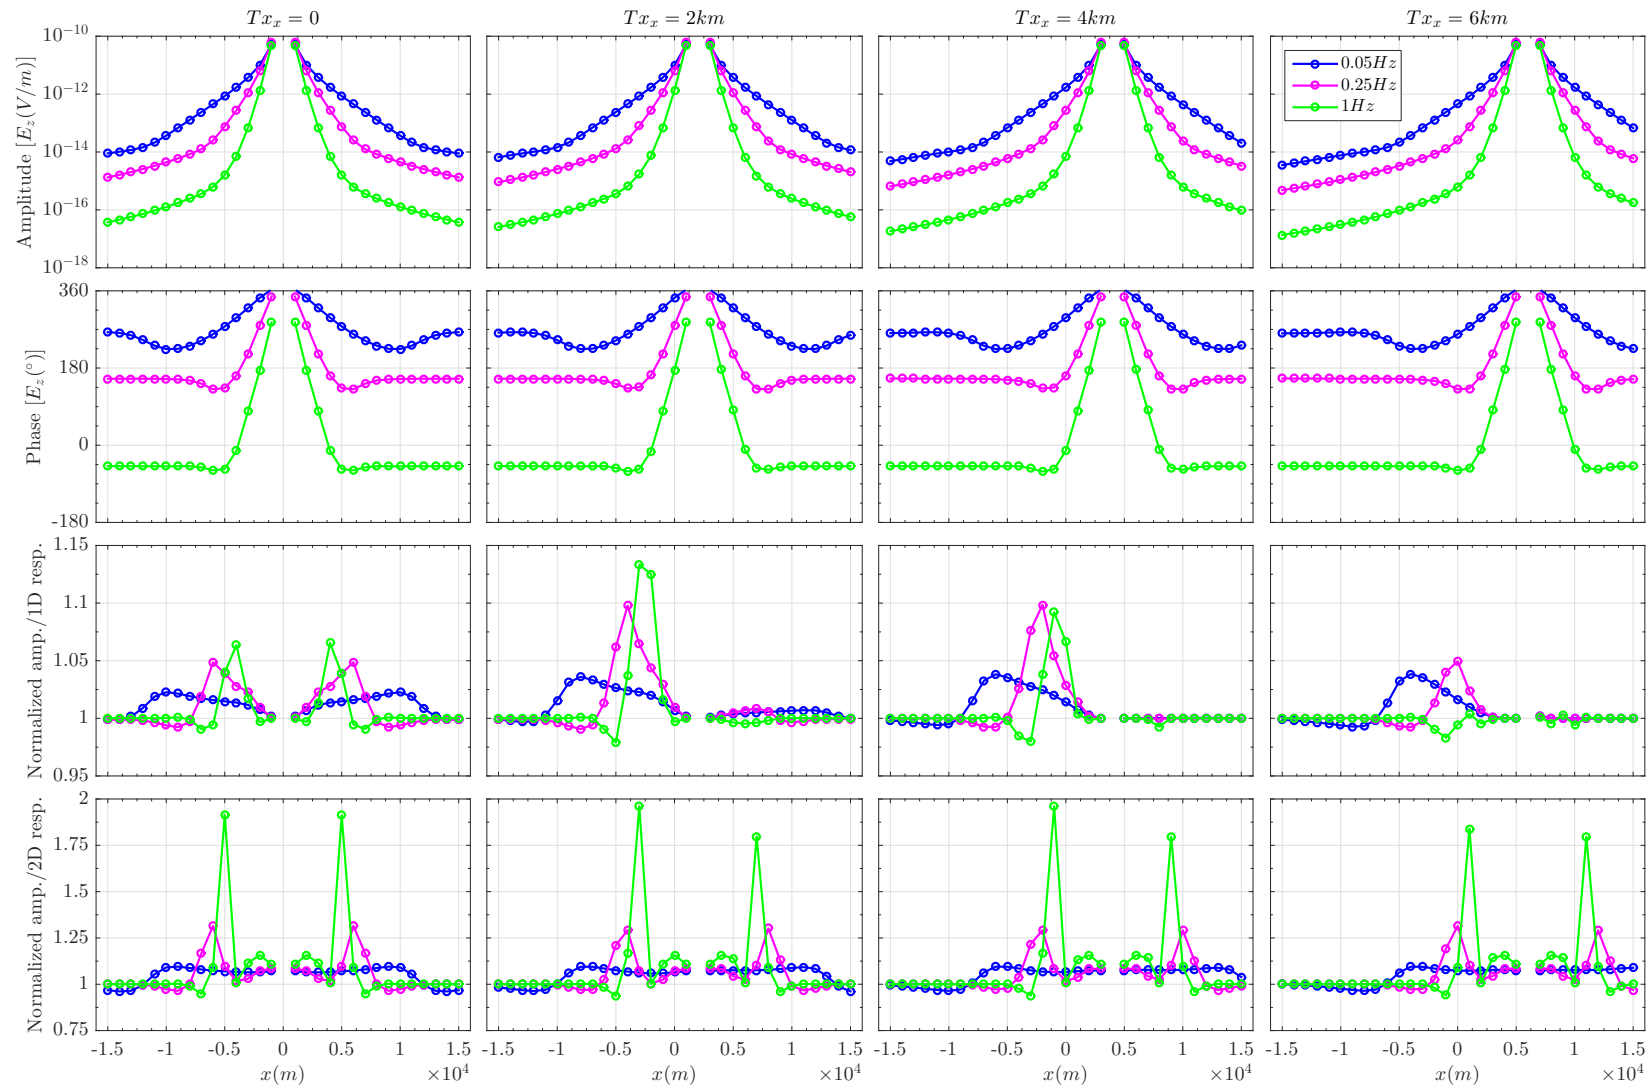 Tx_x = 0
Tx_x = 2km
Tx_x = 4km
Tx_x = 6km
Amplitude [E_z(V/m)]
10^-10
10^-12
10^-14
10^-16
10^-18
0.05Hz
0.25Hz
1Hz
Phase [E_z(°)]
360
180
0
-180
Normalized amp./1D resp.
1.15
1.1
1.05
1
0.95
Normalized amp./2D resp.
2
1.75
1.5
1.25
1
0.75
-1.5 -1 -0.5 0 0.5 1 1.5
-1.5 -1 -0.5 0 0.5 1 1.5
-1.5 -1 -0.5 0 0.5 1 1.5
-1.5 -1 -0.5 0 0.5 1 1.5
x(m) ×10^4
x(m) ×10^4
x(m) ×10^4
x(m) ×10^4